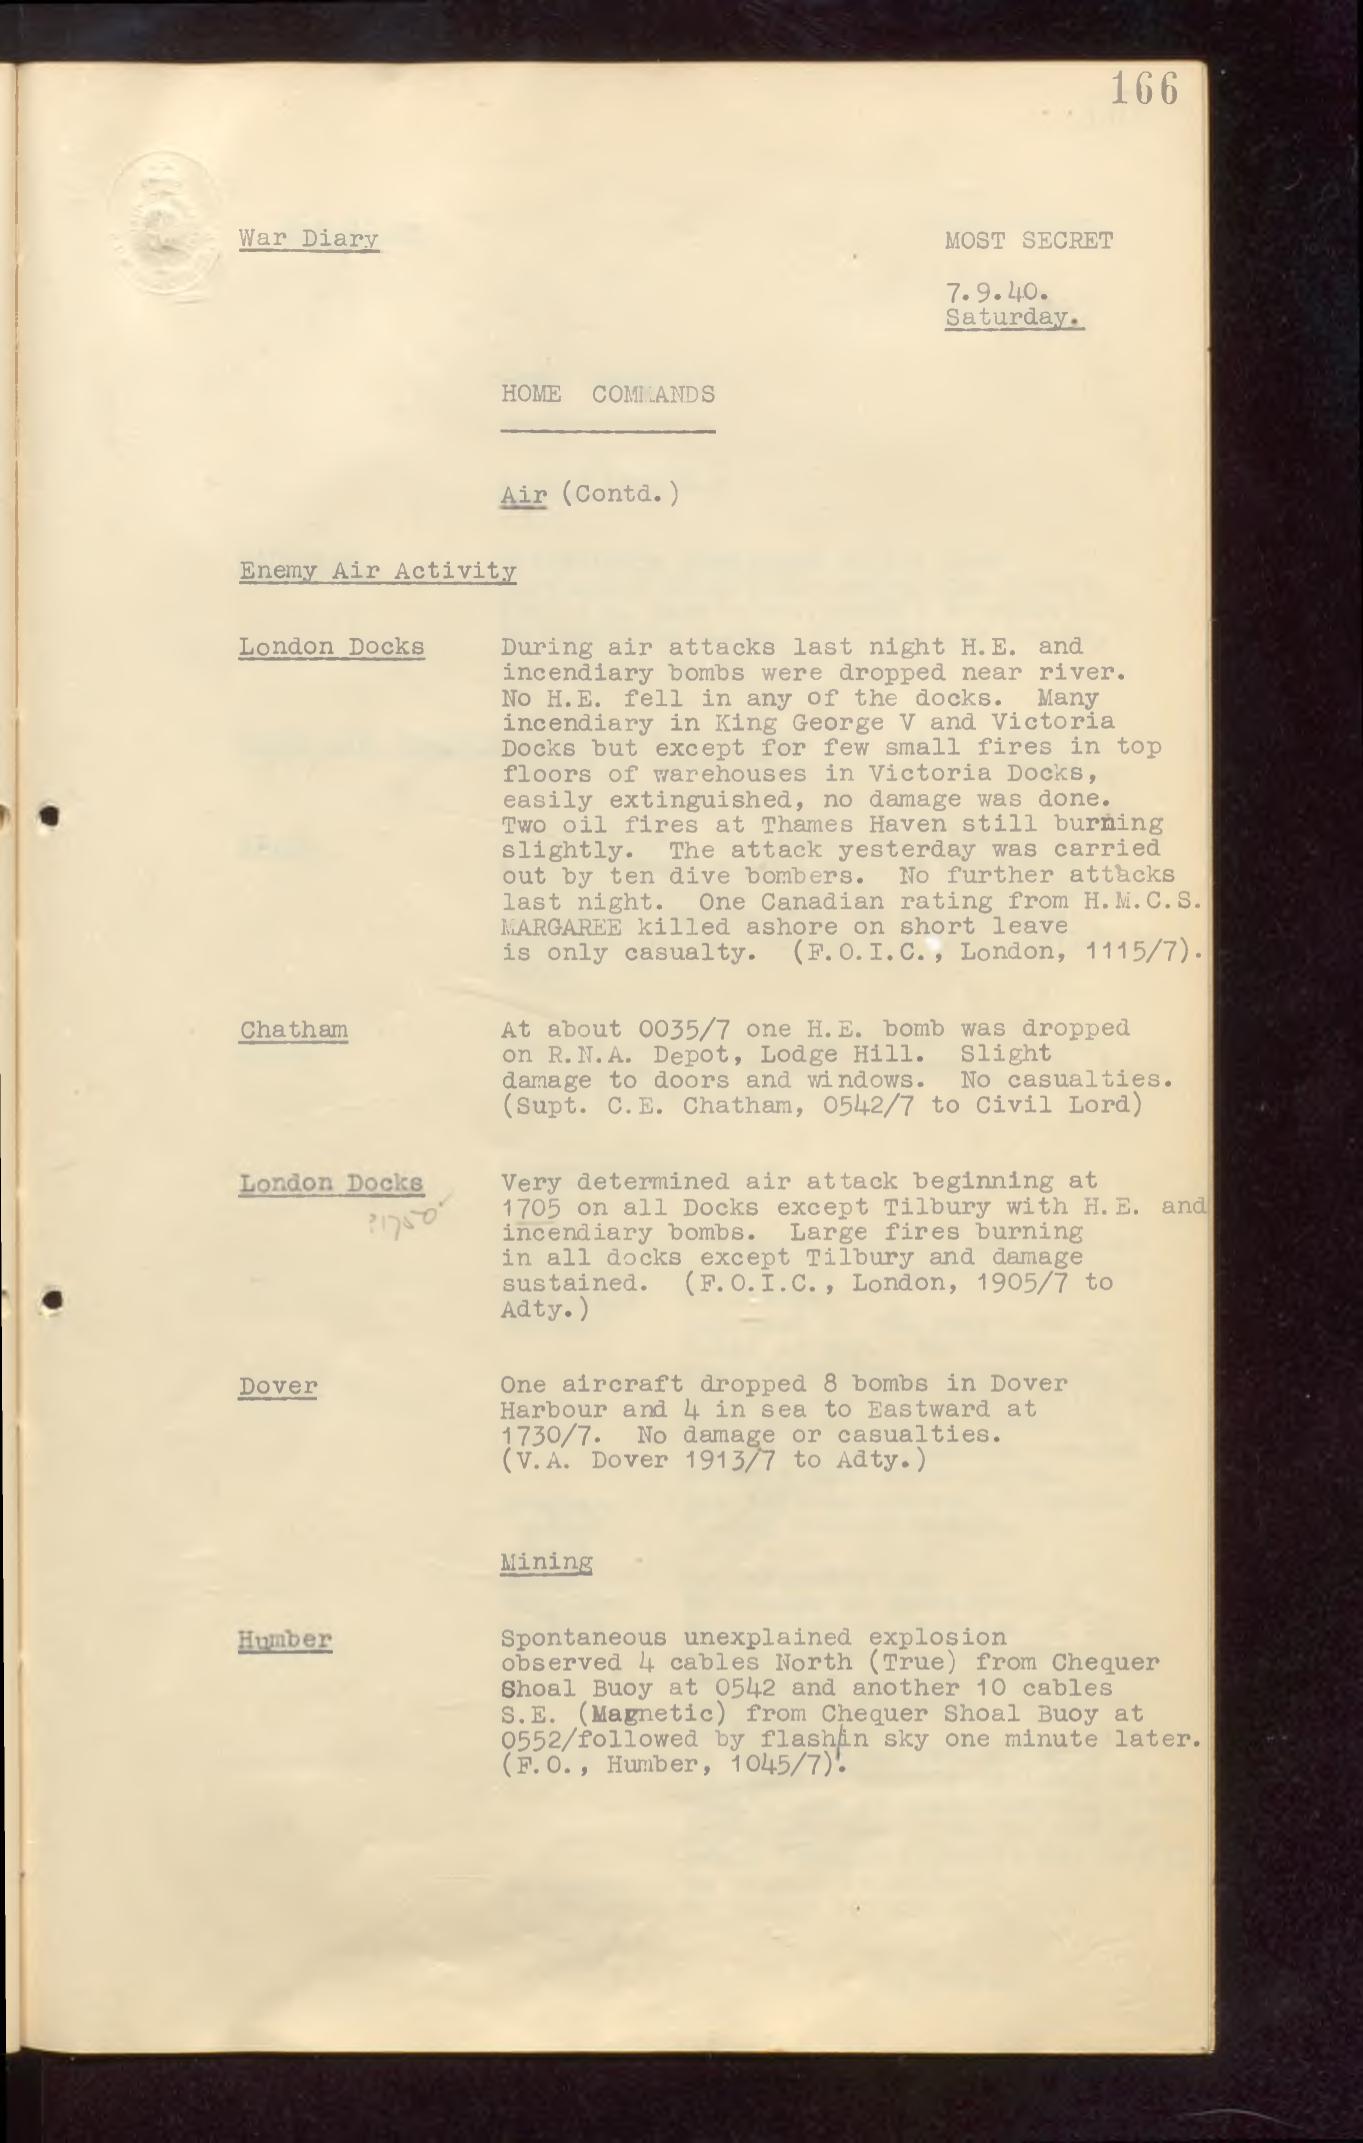 166
War Diary
MOST SECRET
7.9.40.
Saturday.
HOME COMMANDS
Air (Contd.)
Enemy Air Activity
London Docks
During air attacks last night H.E. and
incendiary bombs were dropped near river.
No H.E. fell in any of the docks. Many
incendiary in King George V and Victoria
Docks but except for few small fires in top
floors of warehouses in Victoria Docks,
easily extinguished, no damage was done.
Two oil fires at Thames Haven still burning
slightly. The attack yesterday was carried
out by ten dive bombers. No further attacks
last night. One Canadian rating from H.M.C.S.
MARGAREE killed ashore on short leave
is only casualty. (F.O.I.C., London, 1115/7).
Chatham
At about 0035/7 one H.E. bomb was dropped
on R.N.A. Depot, Lodge Hill. Slight
damage to doors and windows. No casualties.
(Supt. C.E. Chatham, 0542/7 to Civil Lord)
London Docks
?1750
Very determined air attack beginning at
1705 on all Docks except Tilbury with H.E. and
incendiary bombs. Large fires burning
in all docks except Tilbury and damage
sustained. (F.O.I.C., London, 1905/7 to
Adty.)
Dover
One aircraft dropped 8 bombs in Dover
Harbour and 4 in sea to Eastward at
1730/7. No damage or casualties.
(V.A. Dover 1913/7 to Adty.)
Mining
Humber
Spontaneous unexplained explosion
observed 4 cables North (True) from Chequer
Shoal Buoy at 0542 and another 10 cables
S.E. (Magnetic) from Chequer Shoal Buoy at
0552/followed by flash/in sky one minute later.
(F.O., Humber, 1045/7).